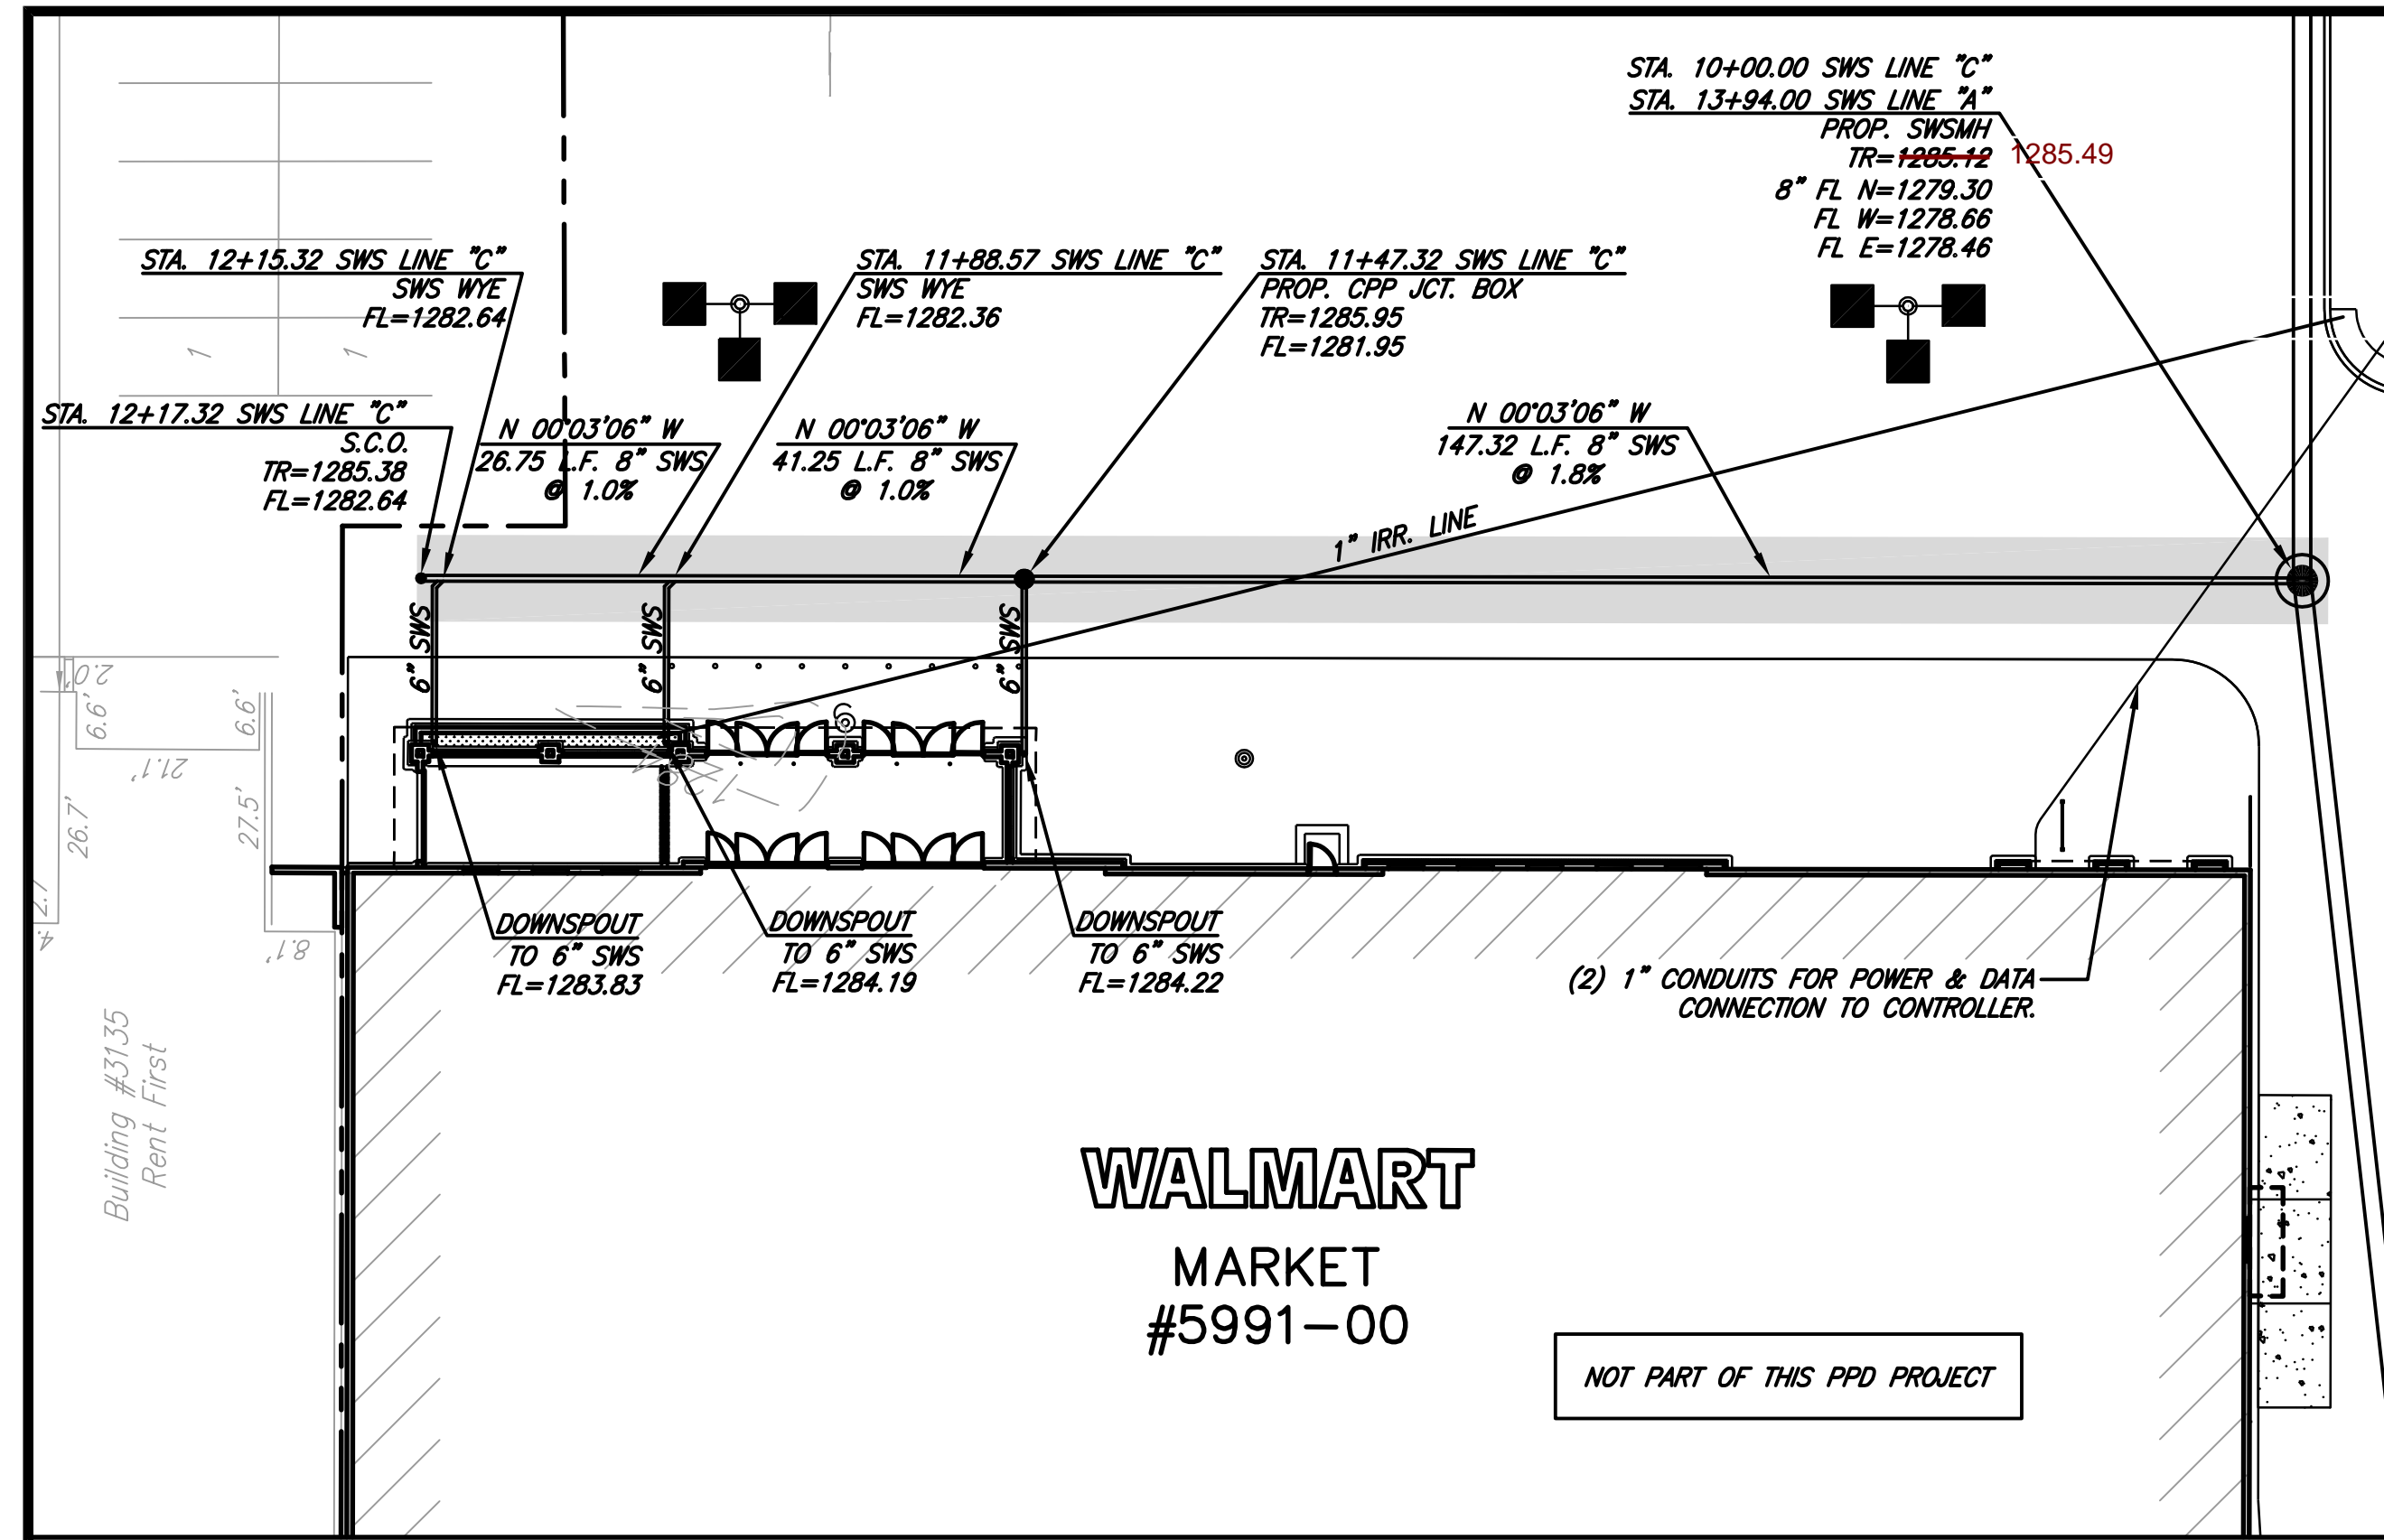 STA. 10+00.00 SWS LINE "C"
STA. 13+94.00 SWS LINE "A"
PROP. SWSMH
TR=1285.12 1285.49
8" FL N=1279.30
FL W=1278.66
FL E=1278.46
STA. 12+15.32 SWS LINE "C"
SWS WYE
FL=1282.64
STA. 11+88.57 SWS LINE "C"
SWS WYE
FL=1282.36
STA. 11+47.32 SWS LINE "C"
PROP. CPP JCT. BOX
TR=1285.95
FL=1281.95
1
1
STA. 12+17.32 SWS LINE "C"
S.C.O.
TR=1285.38
FL=1282.64
N 00°03'06" W
26.75 L.F. 8" SWS
@ 1.0%
N 00°03'06" W
41.25 L.F. 8" SWS
@ 1.0%
N 00°03'06" W
147.32 L.F. 8" SWS
@ 1.8%
1" IRR. LINE
6" SWS
6" SWS
6" SWS
2.0'
6.6'
6.6'
21.1'
26.7'
27.5'
8.1'
DOWNSPOUT
TO 6" SWS
FL=1283.83
DOWNSPOUT
TO 6" SWS
FL=1284.19
DOWNSPOUT
TO 6" SWS
FL=1284.22
(2) 1" CONDUITS FOR POWER & DATA
CONNECTION TO CONTROLLER.
Building #3135
Rent First
WALMART
MARKET
#5991-00
NOT PART OF THIS PPD PROJECT